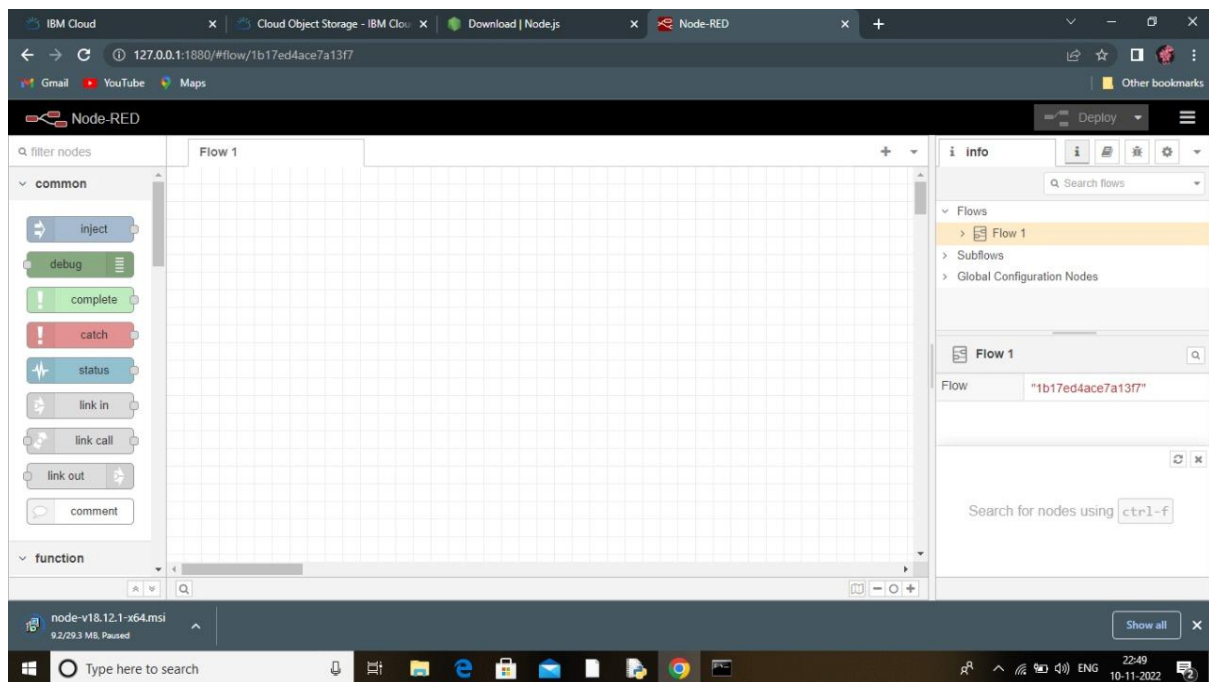 IBM Cloud
Cloud Object Storage - IBM Clou
Download | Node.js
Node-RED
127.0.0.1:1880/#flow/1b17ed4ace7a13f7
Gmail
YouTube
Maps
Other bookmarks
Node-RED
Deploy
filter nodes
Flow 1
i info
Search flows
common
inject
debug
complete
catch
status
link in
link call
link out
comment
function
Flows
Flow 1
Subflows
Global Configuration Nodes
Flow 1
Flow "1b17ed4ace7a13f7"
Search for nodes using ctrl-f
node-v18.12.1-x64.msi
9.2/29.3 MB, Paused
Show all
Type here to search
ENG
22:49
10-11-2022
2